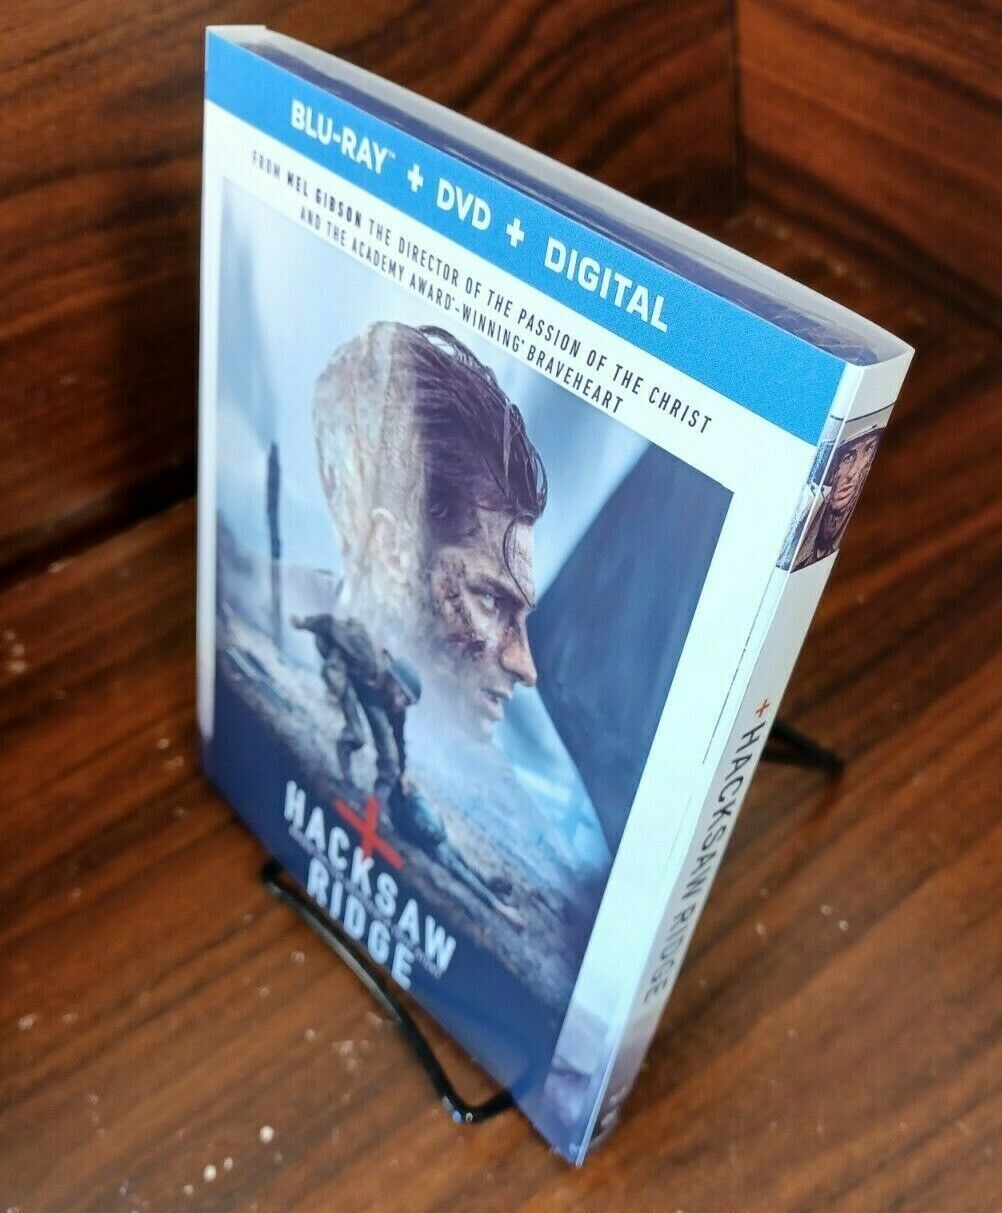 BLU-RAY™ + DVD + DIGITAL
FROM MEL GIBSON THE DIRECTOR OF THE PASSION OF THE CHRIST
AND THE ACADEMY AWARD®-WINNING® BRAVEHEART
HACKSAW
RIDGE
+ HACKSAW RIDGE